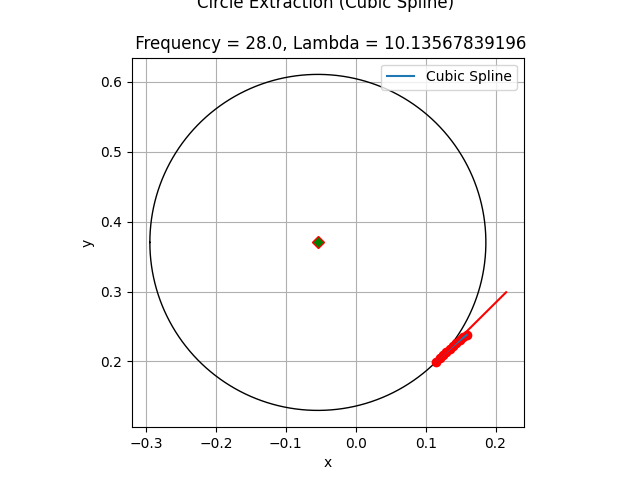 Circle Extraction (Cubic Spline)
Frequency = 28.0, Lambda = 10.13567839196
Cubic Spline
0.6
0.5
0.4
0.3
0.2
y
−0.3 −0.2 −0.1 0.0 0.1 0.2
x